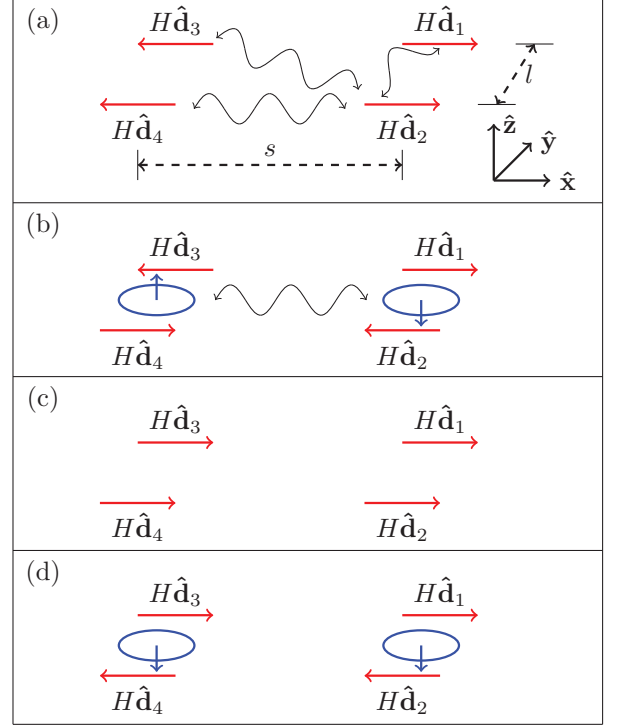 (a) Hd̂₃ Hd̂₁
l
Hd̂₄ Hd̂₂ ẑ ŷ
s x̂
(b) Hd̂₃ Hd̂₁
Hd̂₄ Hd̂₂
(c) Hd̂₃ Hd̂₁
Hd̂₄ Hd̂₂
(d) Hd̂₃ Hd̂₁
Hd̂₄ Hd̂₂